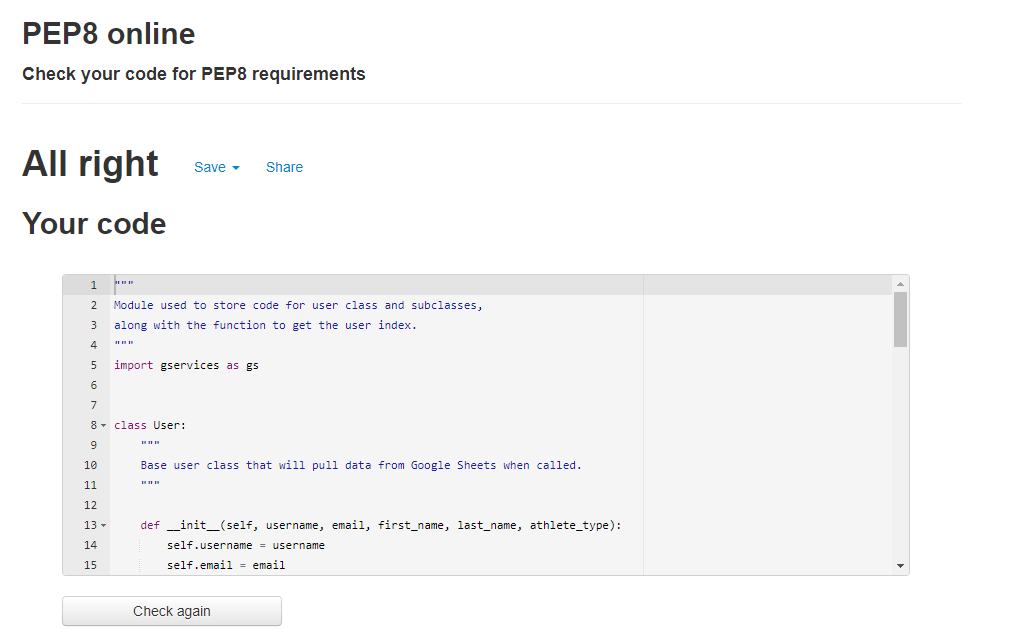 PEP8 online
Check your code for PEP8 requirements
All right Save Share
Your code
1 """
2 Module used to store code for user class and subclasses,
3 along with the function to get the user index.
4 """
5 import gservices as gs
6
7
8 class User:
9     """
10     Base user class that will pull data from Google Sheets when called.
11     """
12
13     def __init__(self, username, email, first_name, last_name, athlete_type):
14         self.username = username
15         self.email = email
Check again